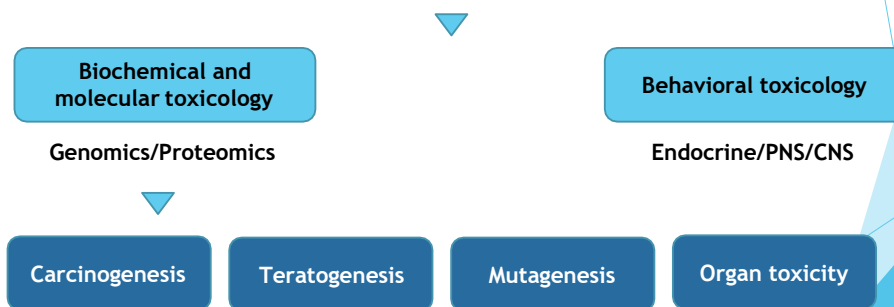 Biochemical and
molecular toxicology
Behavioral toxicology
Genomics/Proteomics
Endocrine/PNS/CNS
Carcinogenesis
Teratogenesis
Mutagenesis
Organ toxicity